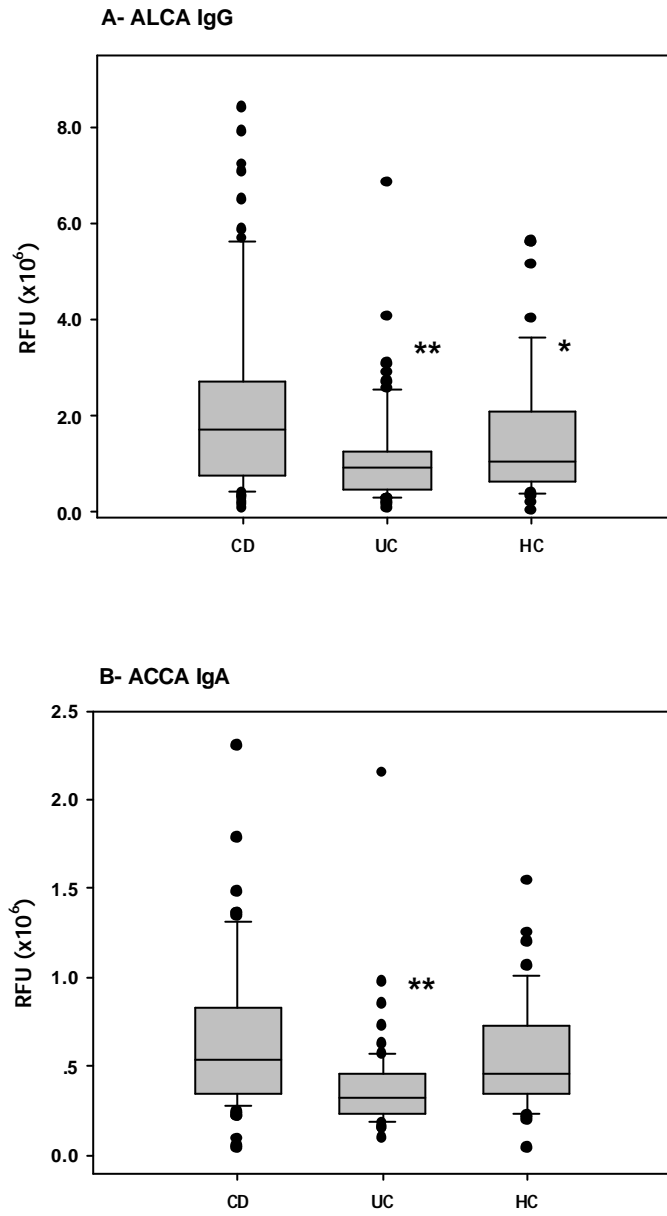 A- ALCA IgG
8.0
6.0
4.0
2.0
0.0
RFU (x10⁶)
**
*
CD UC HC
B- ACCA IgA
2.5
2.0
1.5
1.0
.5
0.0
RFU (x10⁶)
**
CD UC HC